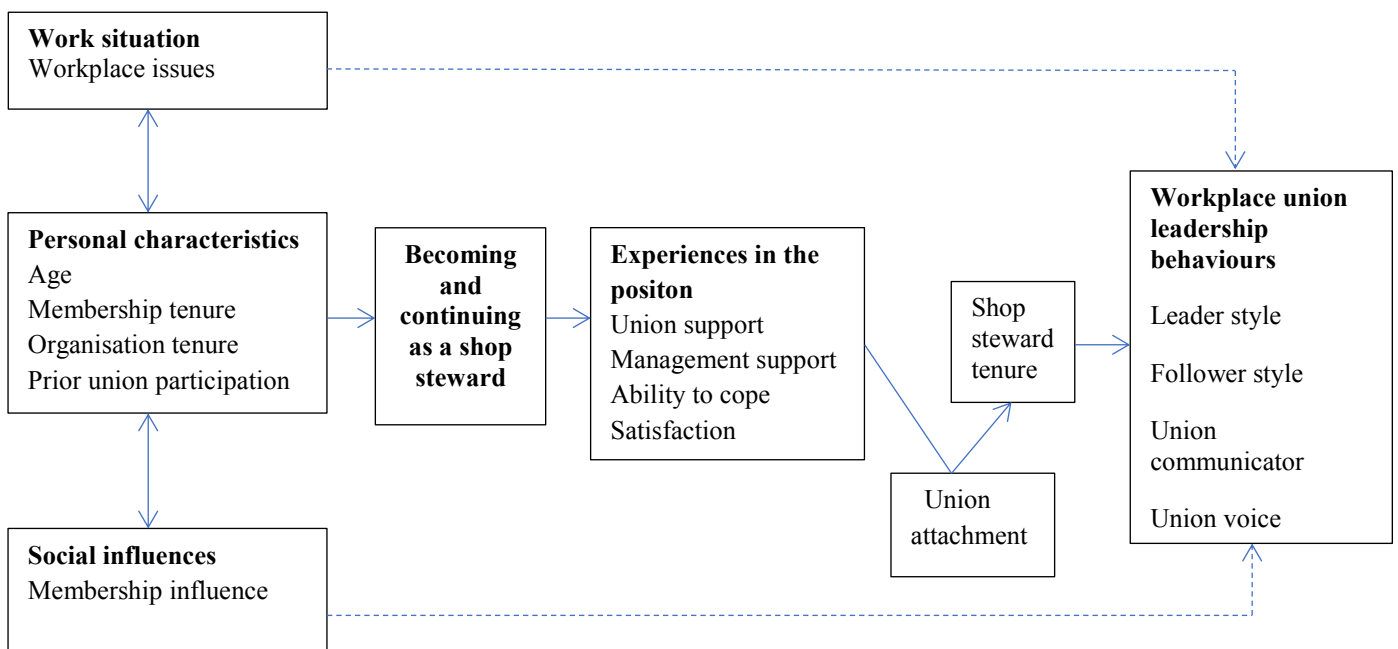 Work situation
Workplace issues
Personal characteristics
Age
Membership tenure
Organisation tenure
Prior union participation
Social influences
Membership influence
Becoming
and
continuing
as a shop
steward
Experiences in the
positon
Union support
Management support
Ability to cope
Satisfaction
Union
attachment
Shop
steward
tenure
Workplace union
leadership
behaviours
Leader style
Follower style
Union
communicator
Union voice